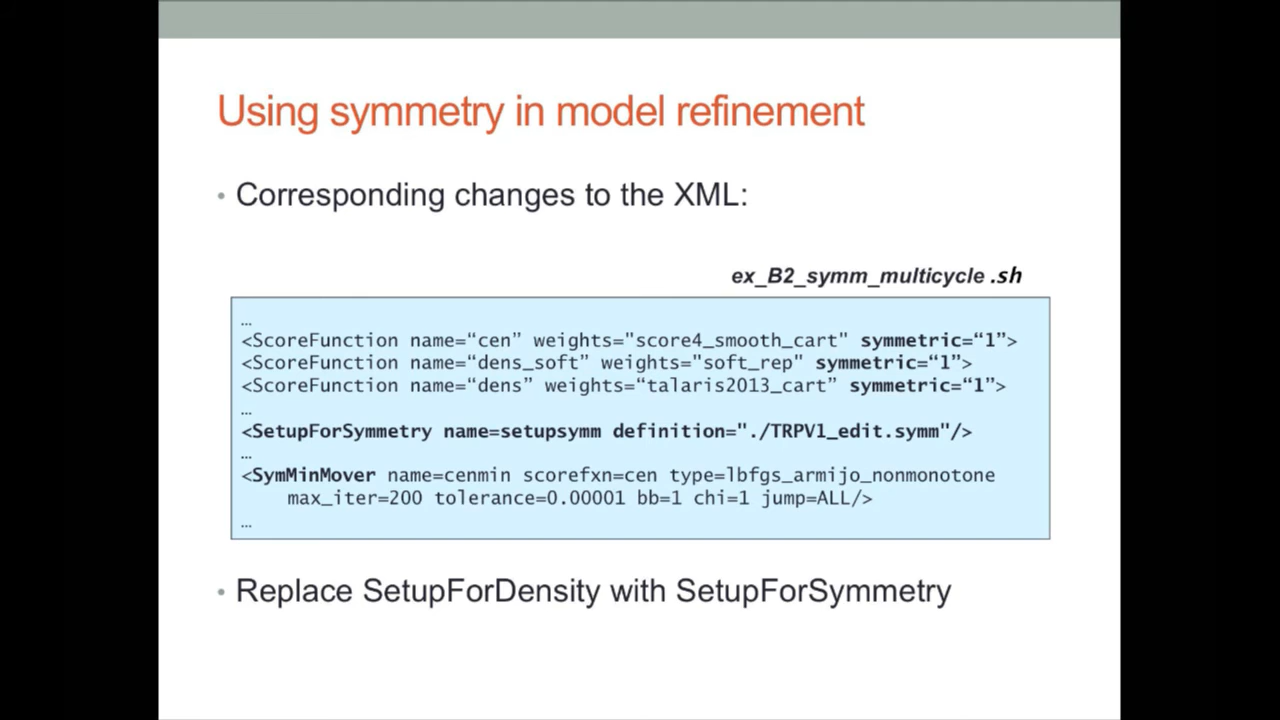 Using symmetry in model refinement
• Corresponding changes to the XML:
ex_B2_symm_multicycle .sh
…
<ScoreFunction name=“cen” weights="score4_smooth_cart" symmetric=“1”>
<ScoreFunction name=“dens_soft" weights="soft_rep" symmetric=“1”>
<ScoreFunction name=“dens” weights=“talaris2013_cart” symmetric=“1”>
…
<SetupForSymmetry name=setupsymm definition="./TRPV1_edit.symm"/>
…
<SymMinMover name=cenmin scorefxn=cen type=lbfgs_armijo_nonmonotone
max_iter=200 tolerance=0.00001 bb=1 chi=1 jump=ALL/>
…
• Replace SetupForDensity with SetupForSymmetry